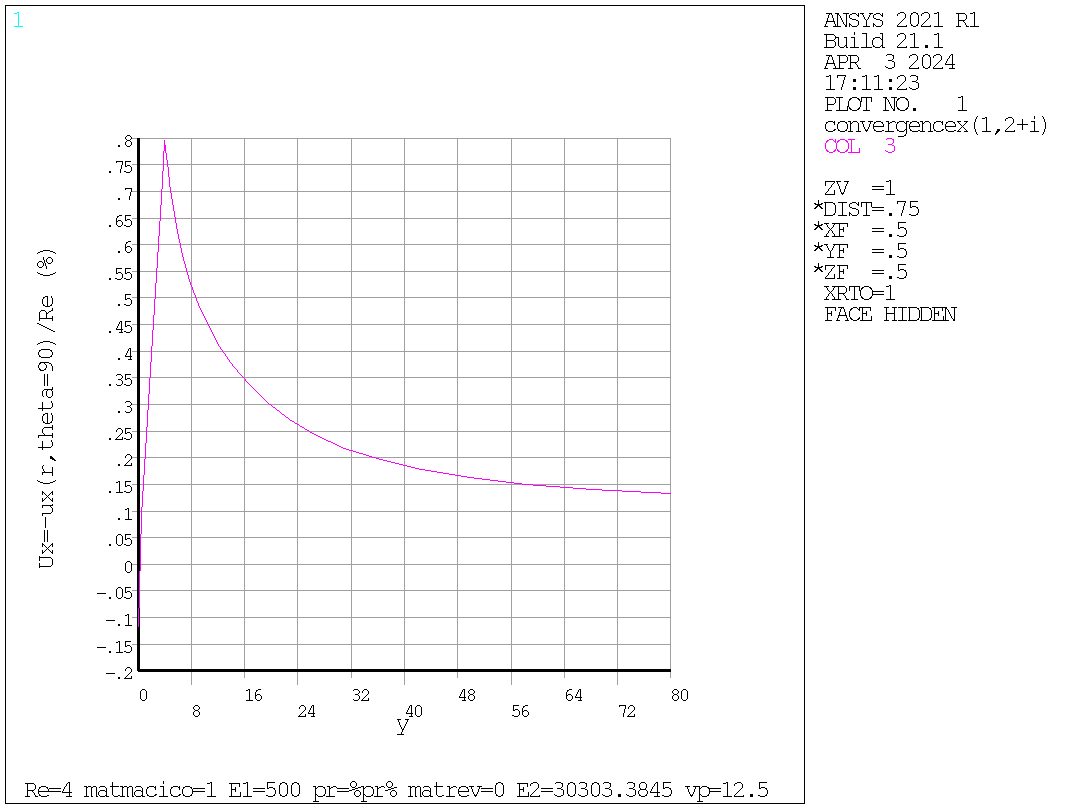 1
ANSYS 2021 R1
Build 21.1
APR  3 2024
17:11:23
PLOT NO.   1
convergencex(1,2+i)
COL  3
ZV  =1
*DIST=.75
*XF  =.5
*YF  =.5
*ZF  =.5
XRTO=1
FACE HIDDEN
Ux=-ux(r,theta=90)/Re (%)
.8
.75
.7
.65
.6
.55
.5
.45
.4
.35
.3
.25
.2
.15
.1
.05
0
-.05
-.1
-.15
-.2
0 16 32 48 64 80
8 24 40 56 72
y
Re=4 matmacico=1 E1=500 pr=%pr% matrev=0 E2=30303.3845 vp=12.5